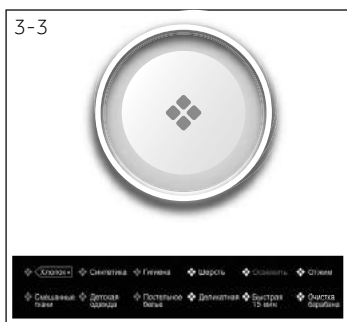 3-3
Хлопок+ Синтетика Гигиена Шерсть Освежить Отжим
Смешанные ткани Детская одежда Постельное белье Деликатная Быстрая 15 мин Очистка барабана